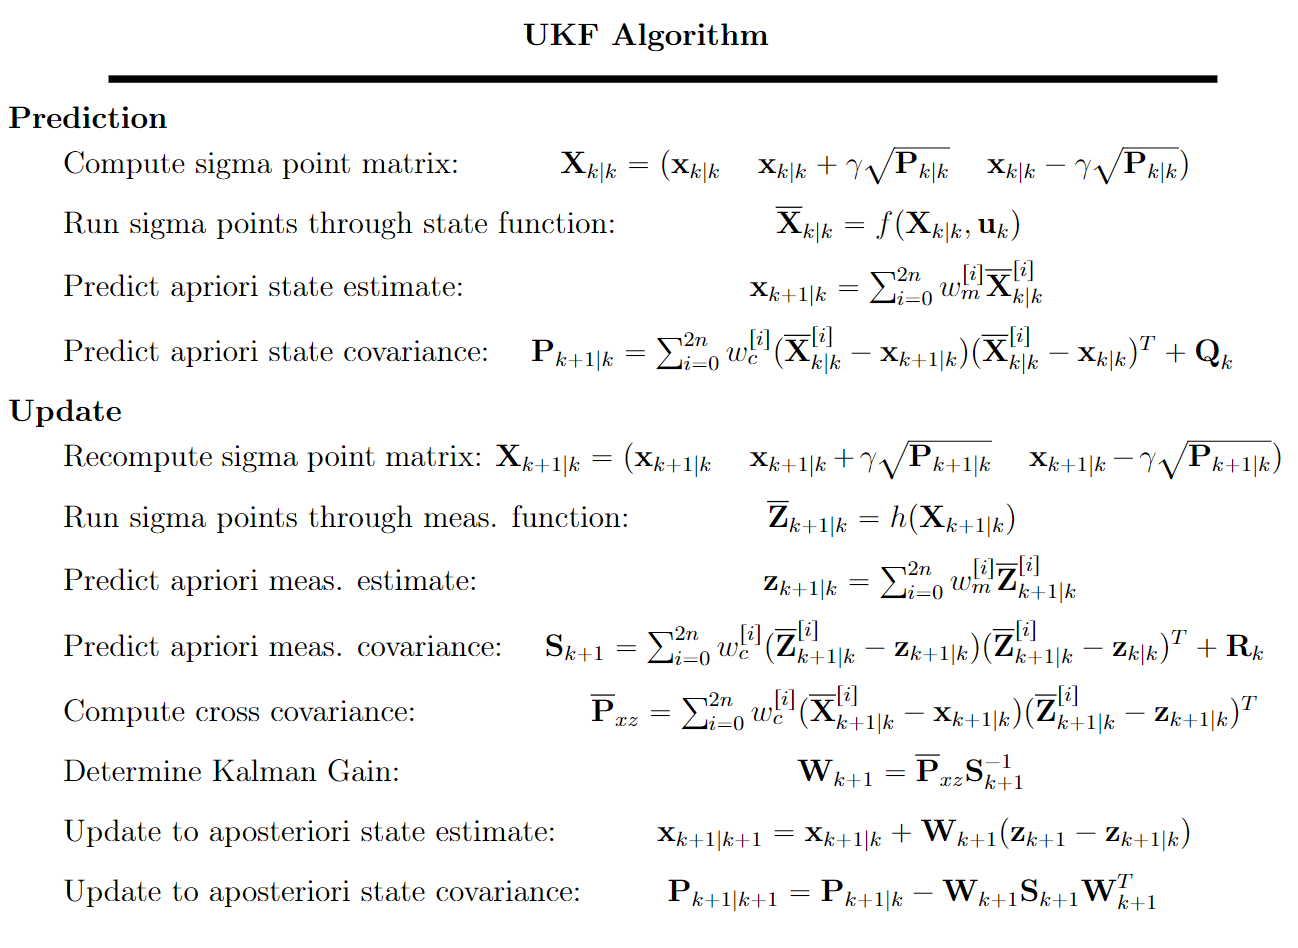 UKF Algorithm
Prediction
Compute sigma point matrix: $\mathbf{X}_{k|k} = (\mathbf{x}_{k|k} \quad \mathbf{x}_{k|k} + \gamma\sqrt{\mathbf{P}_{k|k}} \quad \mathbf{x}_{k|k} - \gamma\sqrt{\mathbf{P}_{k|k}})$
Run sigma points through state function: $\overline{\mathbf{X}}_{k|k} = f(\mathbf{X}_{k|k}, \mathbf{u}_k)$
Predict apriori state estimate: $\mathbf{x}_{k+1|k} = \sum_{i=0}^{2n} w_m^{[i]} \overline{\mathbf{X}}_{k|k}^{[i]}$
Predict apriori state covariance: $\mathbf{P}_{k+1|k} = \sum_{i=0}^{2n} w_c^{[i]} (\overline{\mathbf{X}}_{k|k}^{[i]} - \mathbf{x}_{k+1|k})(\overline{\mathbf{X}}_{k|k}^{[i]} - \mathbf{x}_{k|k})^T + \mathbf{Q}_k$
Update
Recompute sigma point matrix: $\mathbf{X}_{k+1|k} = (\mathbf{x}_{k+1|k} \quad \mathbf{x}_{k+1|k} + \gamma\sqrt{\mathbf{P}_{k+1|k}} \quad \mathbf{x}_{k+1|k} - \gamma\sqrt{\mathbf{P}_{k+1|k}})$
Run sigma points through meas. function: $\overline{\mathbf{Z}}_{k+1|k} = h(\mathbf{X}_{k+1|k})$
Predict apriori meas. estimate: $\mathbf{z}_{k+1|k} = \sum_{i=0}^{2n} w_m^{[i]} \overline{\mathbf{Z}}_{k+1|k}^{[i]}$
Predict apriori meas. covariance: $\mathbf{S}_{k+1} = \sum_{i=0}^{2n} w_c^{[i]} (\overline{\mathbf{Z}}_{k+1|k}^{[i]} - \mathbf{z}_{k+1|k})(\overline{\mathbf{Z}}_{k+1|k}^{[i]} - \mathbf{z}_{k|k})^T + \mathbf{R}_k$
Compute cross covariance: $\overline{\mathbf{P}}_{xz} = \sum_{i=0}^{2n} w_c^{[i]} (\overline{\mathbf{X}}_{k+1|k}^{[i]} - \mathbf{x}_{k+1|k})(\overline{\mathbf{Z}}_{k+1|k}^{[i]} - \mathbf{z}_{k+1|k})^T$
Determine Kalman Gain: $\mathbf{W}_{k+1} = \overline{\mathbf{P}}_{xz} \mathbf{S}_{k+1}^{-1}$
Update to aposteriori state estimate: $\mathbf{x}_{k+1|k+1} = \mathbf{x}_{k+1|k} + \mathbf{W}_{k+1}(\mathbf{z}_{k+1} - \mathbf{z}_{k+1|k})$
Update to aposteriori state covariance: $\mathbf{P}_{k+1|k+1} = \mathbf{P}_{k+1|k} - \mathbf{W}_{k+1} \mathbf{S}_{k+1} \mathbf{W}_{k+1}^T$